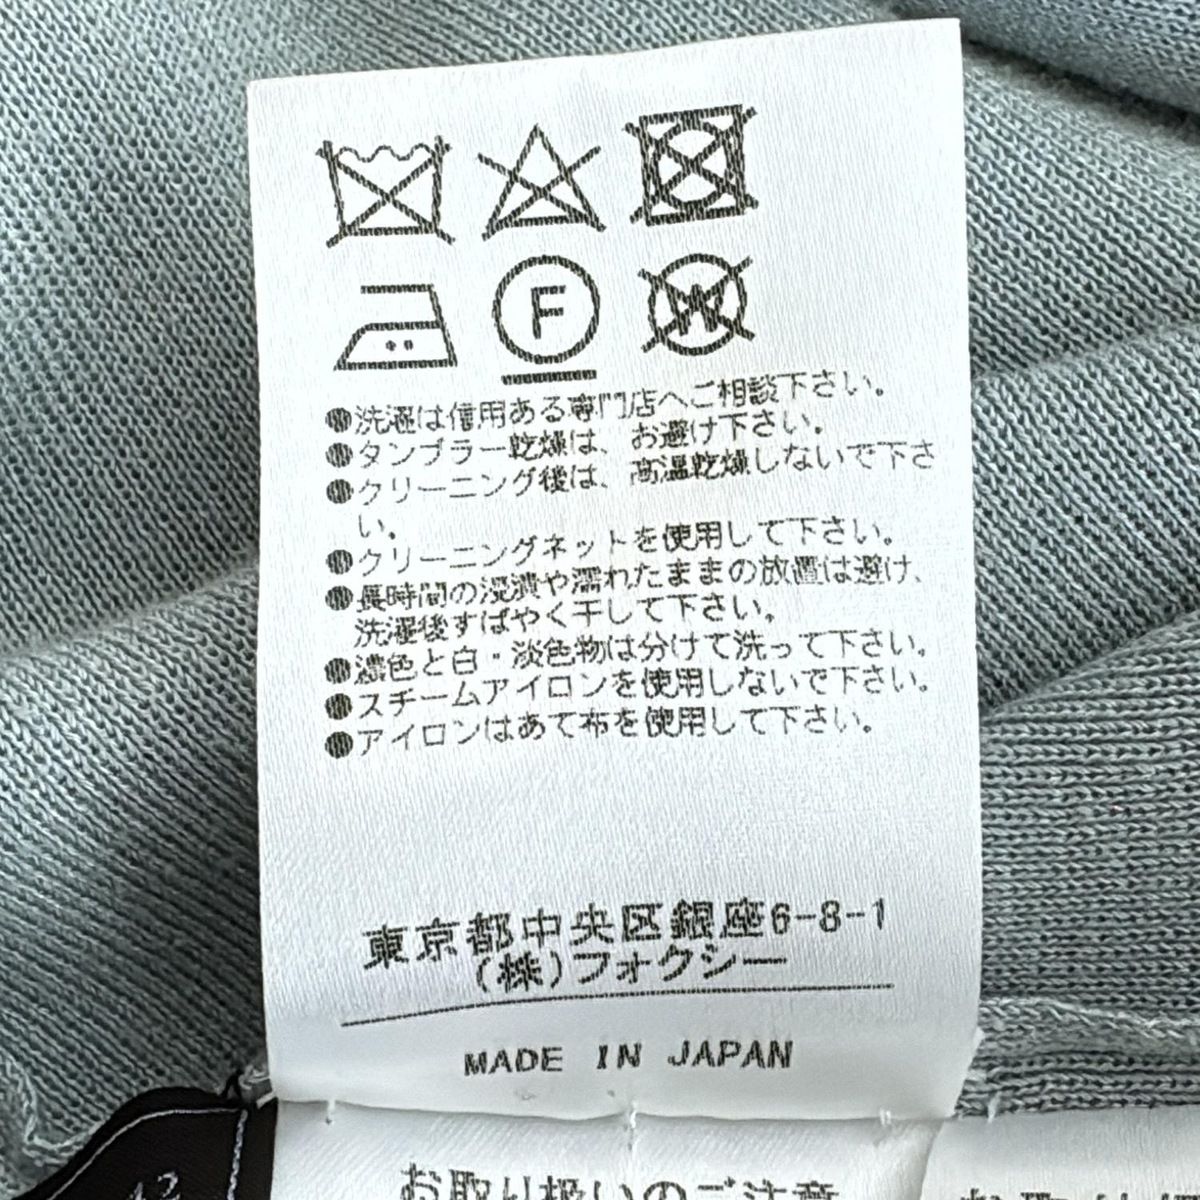 F
W
●洗濯は信用ある専門店へご相談下さい。
●タンブラー乾燥は、お避け下さい。
●クリーニング後は、高温乾燥しないで下さ
い。
●クリーニングネットを使用して下さい。
●長時間の浸漬や濡れたままの放置は避け、
洗濯後すばやく干して下さい。
●濃色と白・淡色物は分けて洗って下さい。
●スチームアイロンを使用しないで下さい。
●アイロンはあて布を使用して下さい。
東京都中央区銀座6-8-1
(株)フォクシー
MADE IN JAPAN
お取り扱いのご注意
42